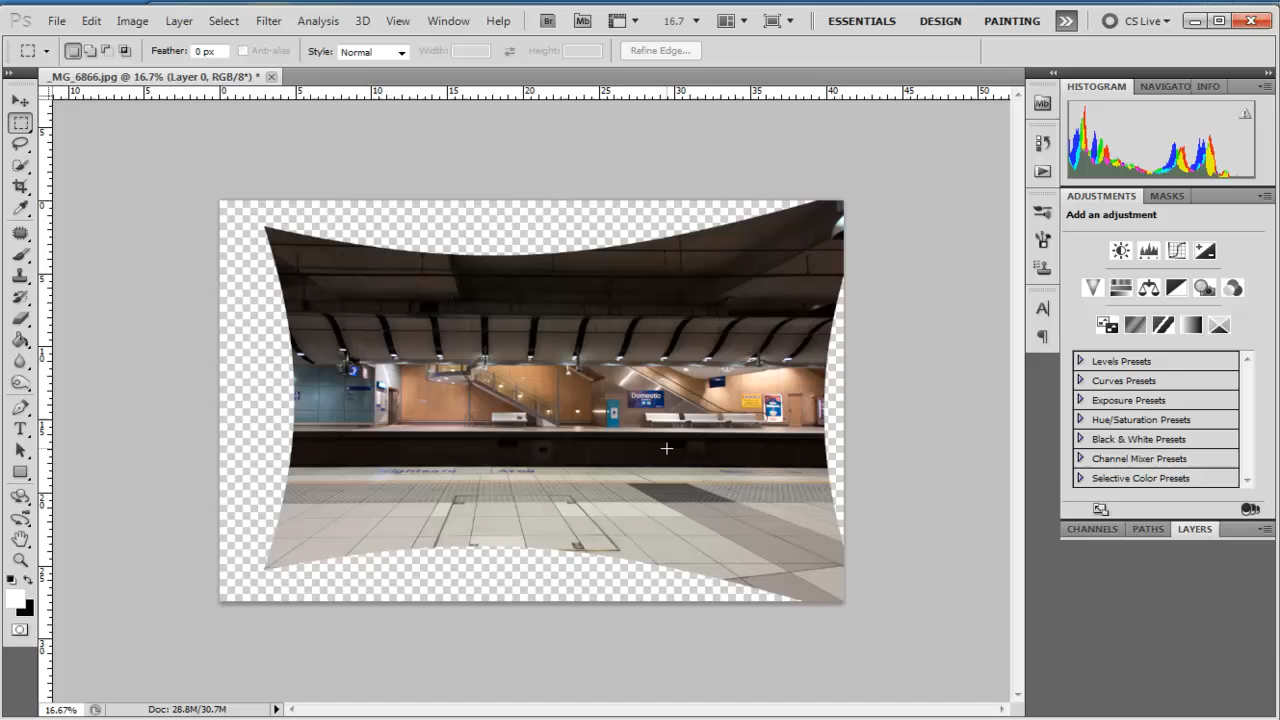 Ps File Edit Image Layer Select Filter Analysis 3D View Window Help Br Mb 16.7 ESSENTIALS DESIGN PAINTING CS Live
Feather: 0 px Anti-alias Style: Normal Width: Height: Refine Edge...
_MG_6866.jpg @ 16.7% (Layer 0, RGB/8*) *
10 5 0 5 10 15 20 25 30 35 40 45 50
HISTOGRAM NAVIGATO INFO
Mb
ADJUSTMENTS MASKS
Add an adjustment
Levels Presets
Curves Presets
Exposure Presets
Hue/Saturation Presets
Black & White Presets
Channel Mixer Presets
Selective Color Presets
CHANNELS PATHS LAYERS
Domestic
16.67% Doc: 28.8M/30.7M